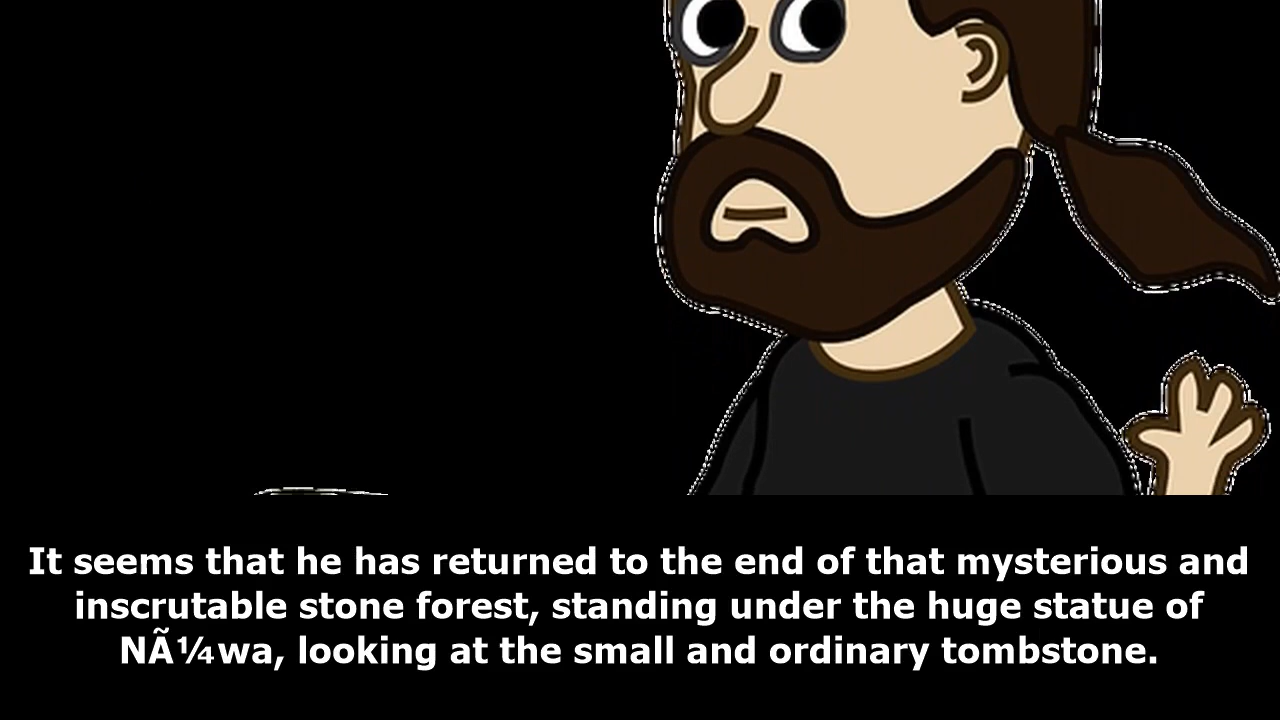 It seems that he has returned to the end of that mysterious and
inscrutable stone forest, standing under the huge statue of
NÃ¼wa, looking at the small and ordinary tombstone.